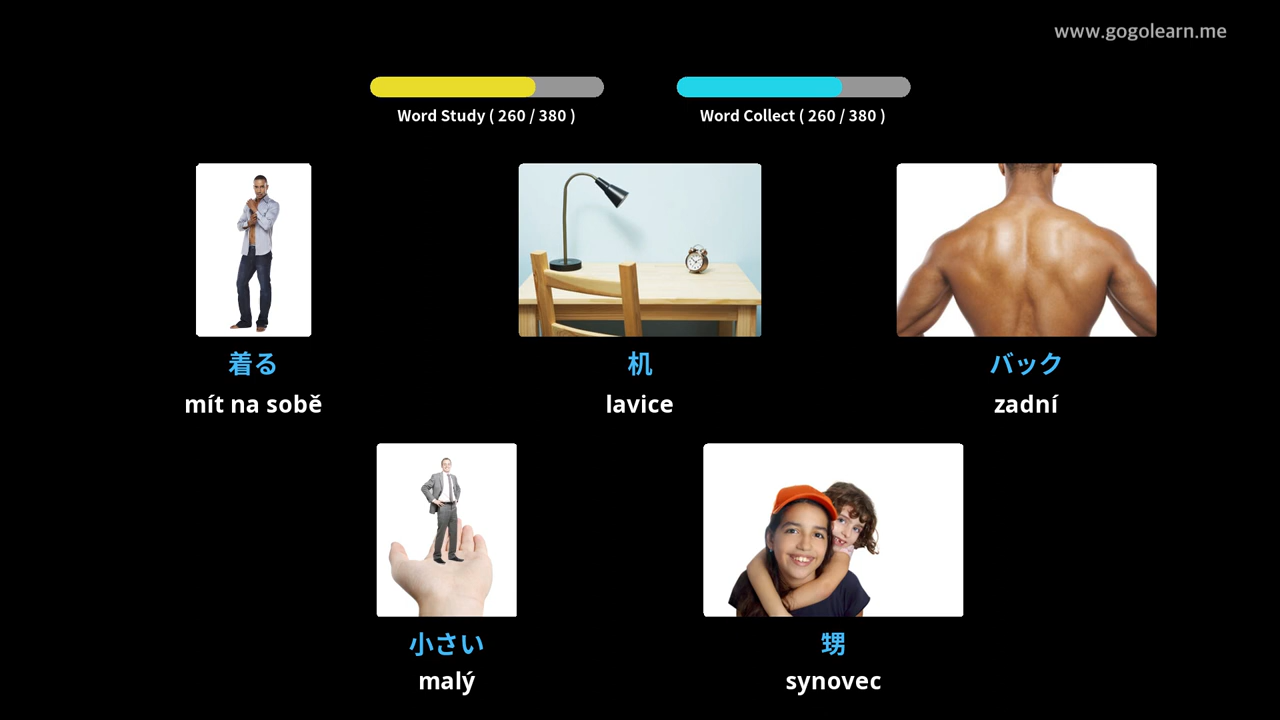 www.gogolearn.me
Word Study ( 260 / 380 )
Word Collect ( 260 / 380 )
着る
机
バック
mít na sobě
lavice
zadní
小さい
甥
malý
synovec